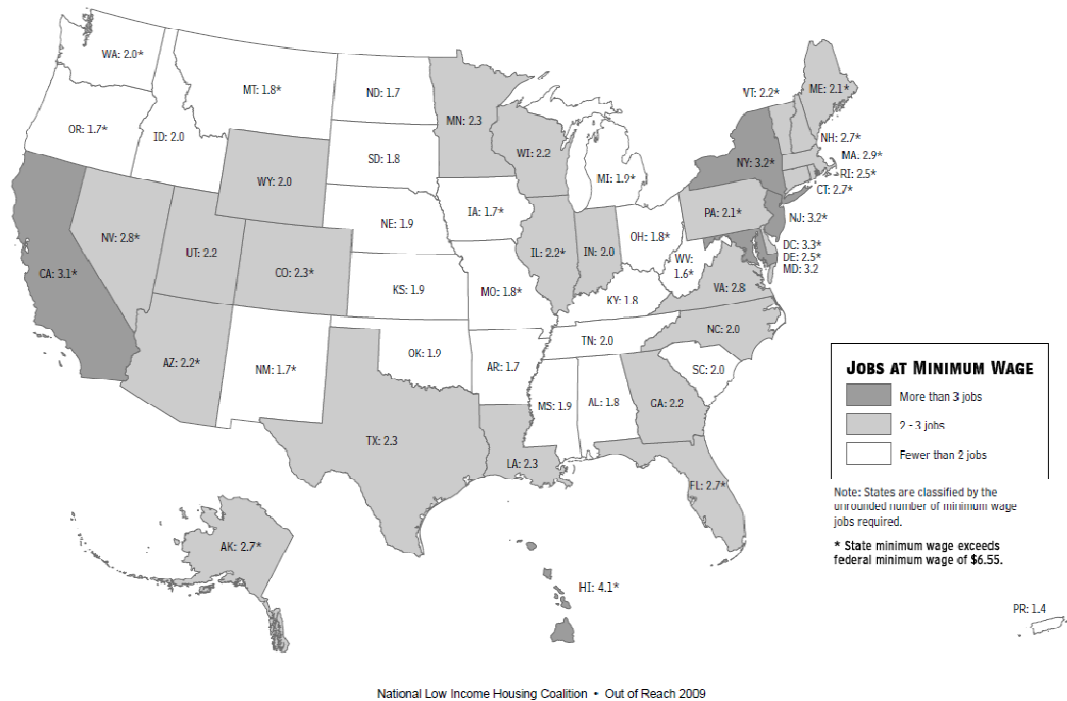 WA: 2.0*
MT: 1.8*
ND: 1.7
MN: 2.3
VT: 2.2*
ME: 2.1*
OR: 1.7*
ID: 2.0
SD: 1.8
WI: 2.2
MI: 1.9*
NY: 3.2*
NH: 2.7*
MA: 2.9*
RI: 2.5*
CT: 2.7*
WY: 2.0
NE: 1.9
IA: 1.7*
PA: 2.1*
NJ: 3.2*
NV: 2.8*
UT: 2.2
CO: 2.3*
IL: 2.2*
IN: 2.0
OH: 1.8*
WV:
1.6*
DC: 3.3*
DE: 2.5*
MD: 3.2
CA: 3.1*
KS: 1.9
MO: 1.8*
KY: 1.8
VA: 2.8
AZ: 2.2*
NM: 1.7*
OK: 1.9
AR: 1.7
TN: 2.0
NC: 2.0
SC: 2.0
MS: 1.9
AL: 1.8
GA: 2.2
TX: 2.3
LA: 2.3
FL: 2.7*
AK: 2.7*
HI: 4.1*
PR: 1.4
JOBS AT MINIMUM WAGE
More than 3 jobs
2 - 3 jobs
Fewer than 2 jobs
Note: States are classified by the
unrounded number of minimum wage
jobs required.
* State minimum wage exceeds
federal minimum wage of $6.55.
National Low Income Housing Coalition • Out of Reach 2009